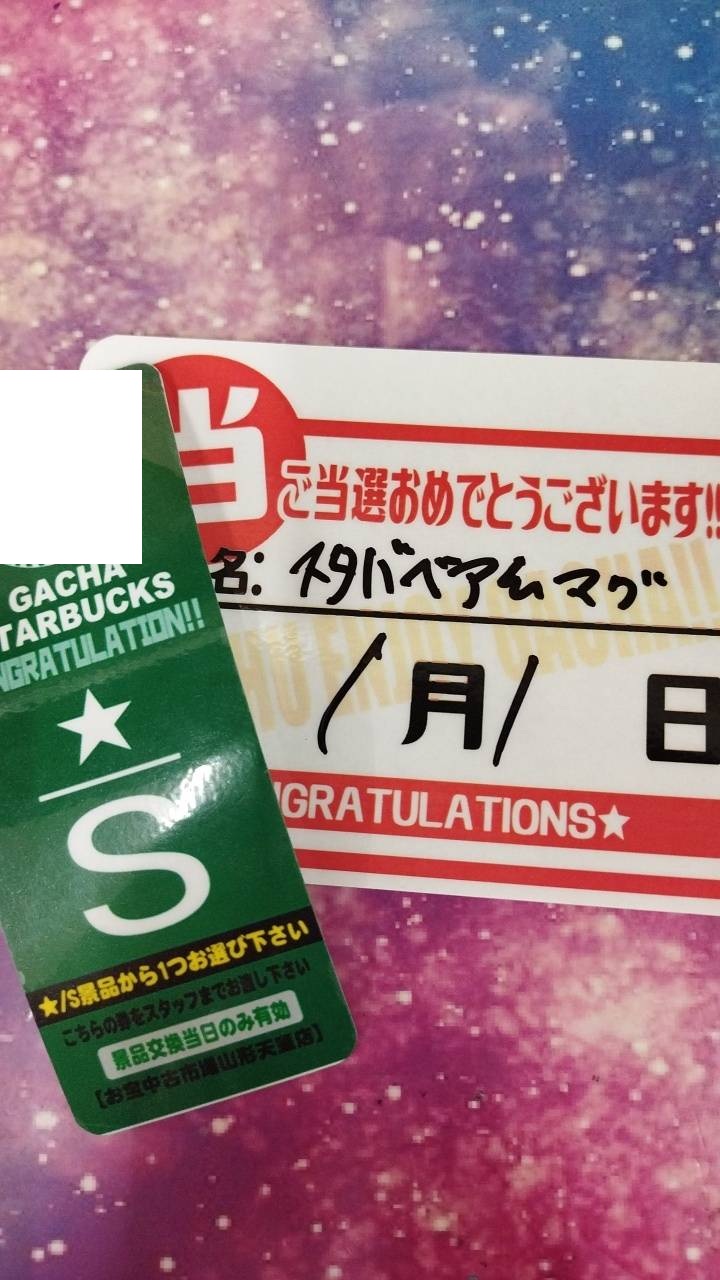 当
ご当選おめでとうございます!!
名: スタバベア缶マグ
1月1日
NGRATULATIONS★
GACHA
TARBUCKS
NGRATULATION!!
★
S
★/S景品から1つお選び下さい
こちらの券をスタッフまでお渡し下さい
景品交換当日のみ有効
【お宝中古市場山形天童店】